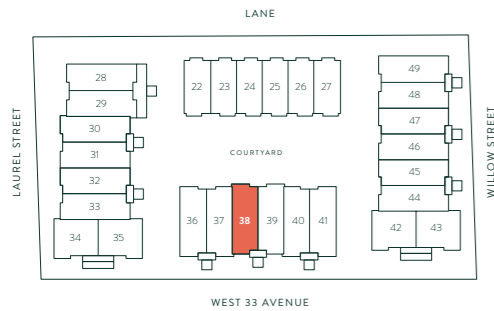 LANE
LAUREL STREET
28
29
30
31
32
33
34 35
22 23 24 25 26 27
COURTYARD
36 37 38 39 40 41
49
48
47
46
45
44
42 43
WILLOW STREET
WEST 33 AVENUE